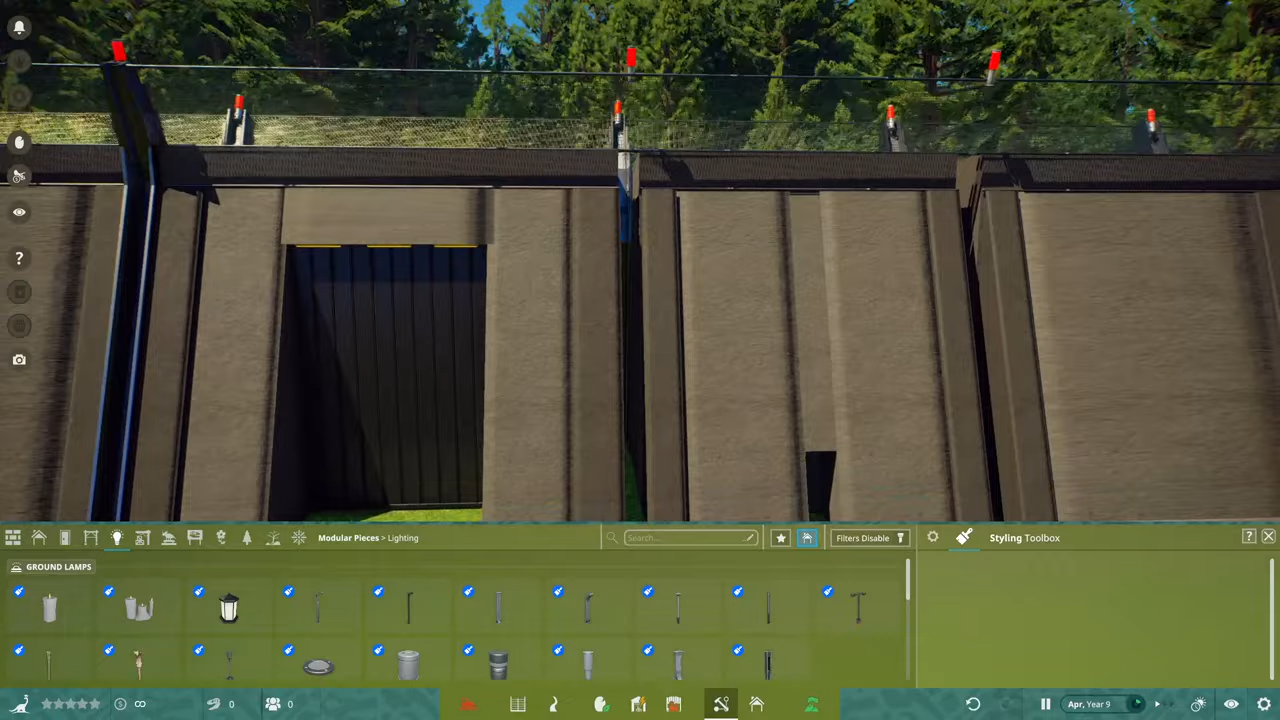 ?
Modular Pieces > Lighting
Search...
Filters Disable
Styling Toolbox
?
GROUND LAMPS
0
0
Apr, Year 9